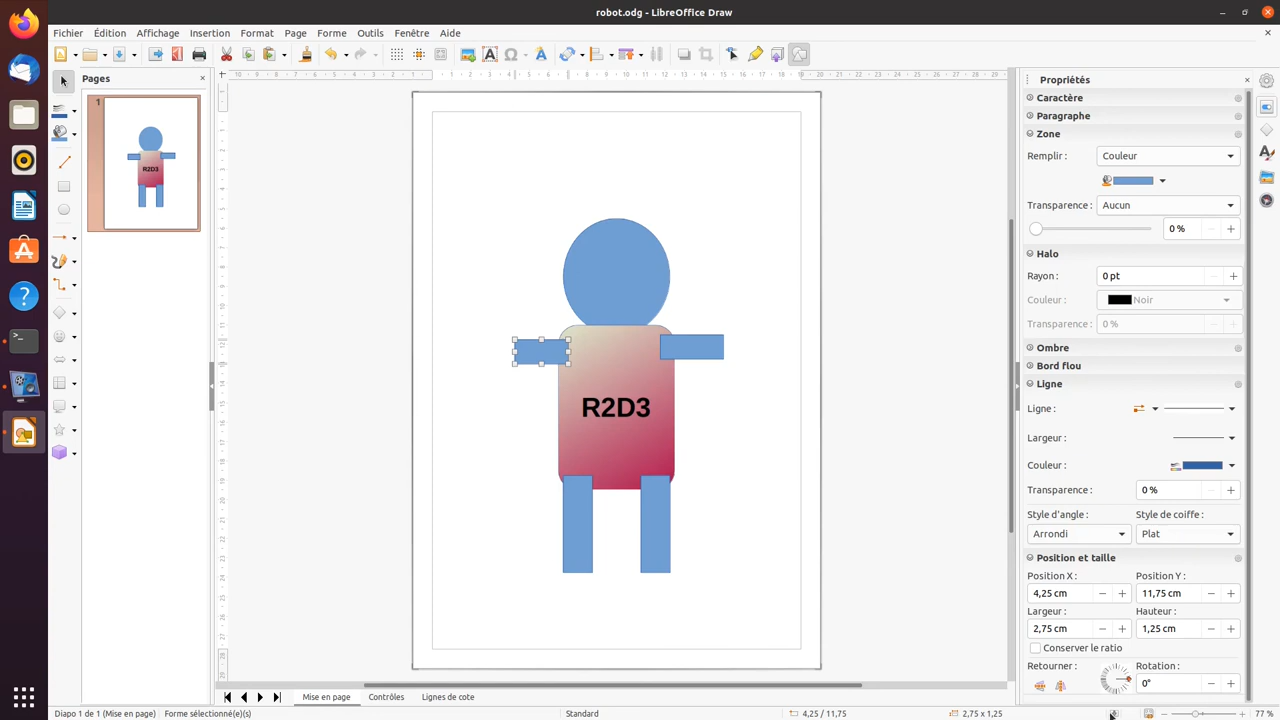 robot.odg - LibreOffice Draw
Fichier Édition Affichage Insertion Format Page Forme Outils Fenêtre Aide
Pages
1
R2D3
R2D3
Propriétés
Caractère
Paragraphe
Zone
Remplir : Couleur
Transparence : Aucun
0 %
Halo
Rayon : 0 pt
Couleur : Noir
Transparence : 0 %
Ombre
Bord flou
Ligne
Ligne :
Largeur :
Couleur :
Transparence : 0 %
Style d'angle : Style de coiffe :
Arrondi Plat
Position et taille
Position X : Position Y :
4,25 cm 11,75 cm
Largeur : Hauteur :
2,75 cm 1,25 cm
Conserver le ratio
Retourner : Rotation :
0°
Mise en page Contrôles Lignes de cote
Diapo 1 de 1 (Mise en page) Forme sélectionné(e)(s) Standard 4,25 / 11,75 2,75 x 1,25 77 %